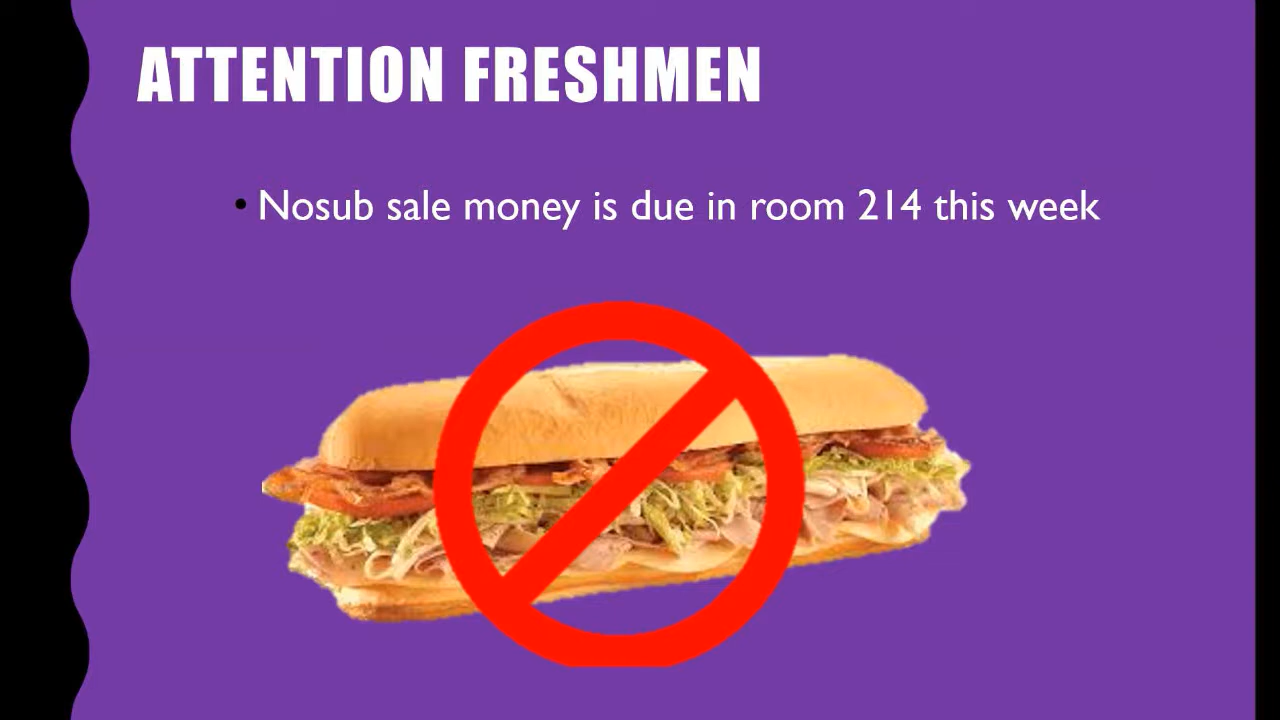 ATTENTION FRESHMEN
• Nosub sale money is due in room 214 this week